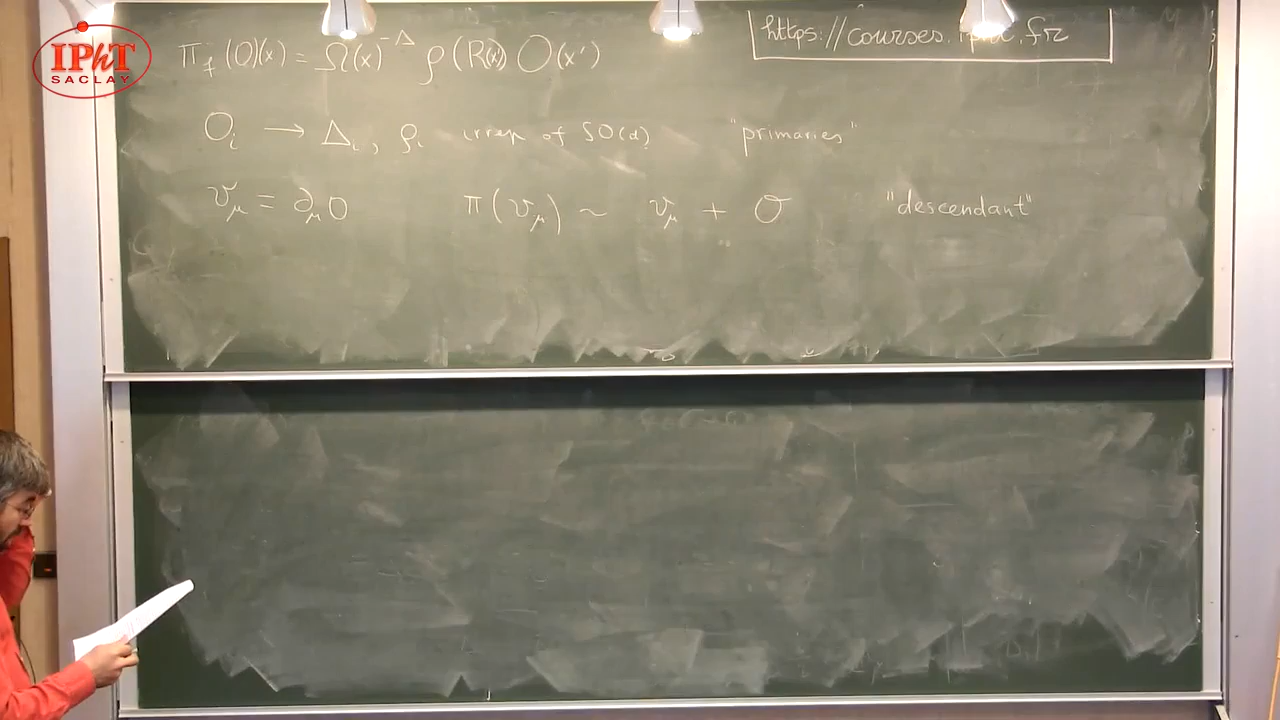 IPhT
SACLAY
https://courses.ipht.fr
π_f(O)(x) = Ω(x)^{-Δ} ρ(R(x)) O(x')
O_i → Δ_i, ρ_i irrep of SO(d) "primaries"
v_μ = ∂_μ O π(v_μ) ~ v_μ + O "descendant"